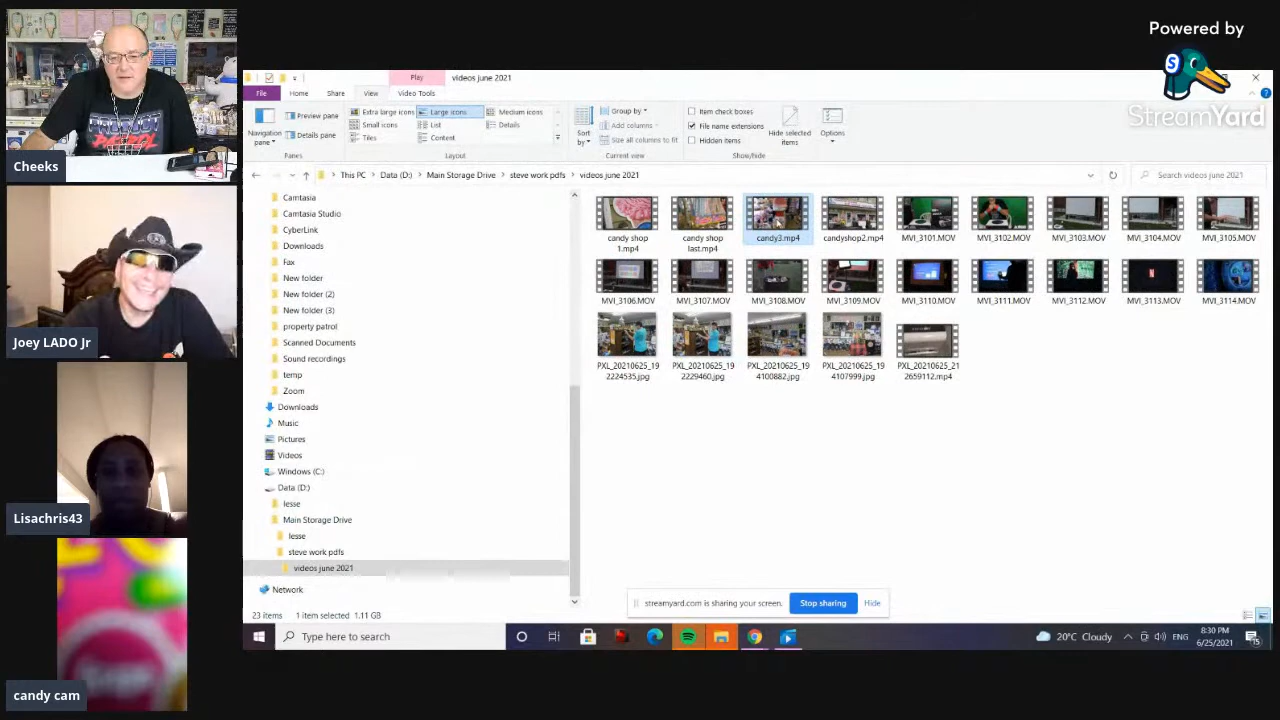 Powered by
StreamYard
Cheeks
Joey LADO Jr
Lisachris43
candy cam
Play
videos june 2021
File
Home
Share
View
Video Tools
Navigation pane
Preview pane
Details pane
Panes
Extra large icons
Large icons
Medium icons
Small icons
List
Details
Tiles
Content
Layout
Sort by
Group by
Add columns
Size all columns to fit
Current view
Item check boxes
File name extensions
Hidden items
Hide selected items
Show/hide
Options
This PC > Data (D:) > Main Storage Drive > steve work pdfs > videos june 2021
Search videos june 2021
Camtasia
Camtasia Studio
CyberLink
Downloads
Fax
New folder
New folder (2)
New folder (3)
property patrol
Scanned Documents
Sound recordings
temp
Zoom
Downloads
Music
Pictures
Videos
Windows (C:)
Data (D:)
lesse
Main Storage Drive
lesse
steve work pdfs
videos june 2021
Network
candy shop 1.mp4
candy shop last.mp4
candy3.mp4
candyshop2.mp4
MVI_3101.MOV
MVI_3102.MOV
MVI_3103.MOV
MVI_3104.MOV
MVI_3105.MOV
MVI_3106.MOV
MVI_3107.MOV
MVI_3108.MOV
MVI_3109.MOV
MVI_3110.MOV
MVI_3111.MOV
MVI_3112.MOV
MVI_3113.MOV
MVI_3114.MOV
PXL_20210625_192224535.jpg
PXL_20210625_192229460.jpg
PXL_20210625_194100882.jpg
PXL_20210625_194107999.jpg
PXL_20210625_212659112.mp4
streamyard.com is sharing your screen.
Stop sharing
Hide
23 items
1 item selected 1.11 GB
Type here to search
20°C Cloudy
ENG
8:30 PM
6/25/2021